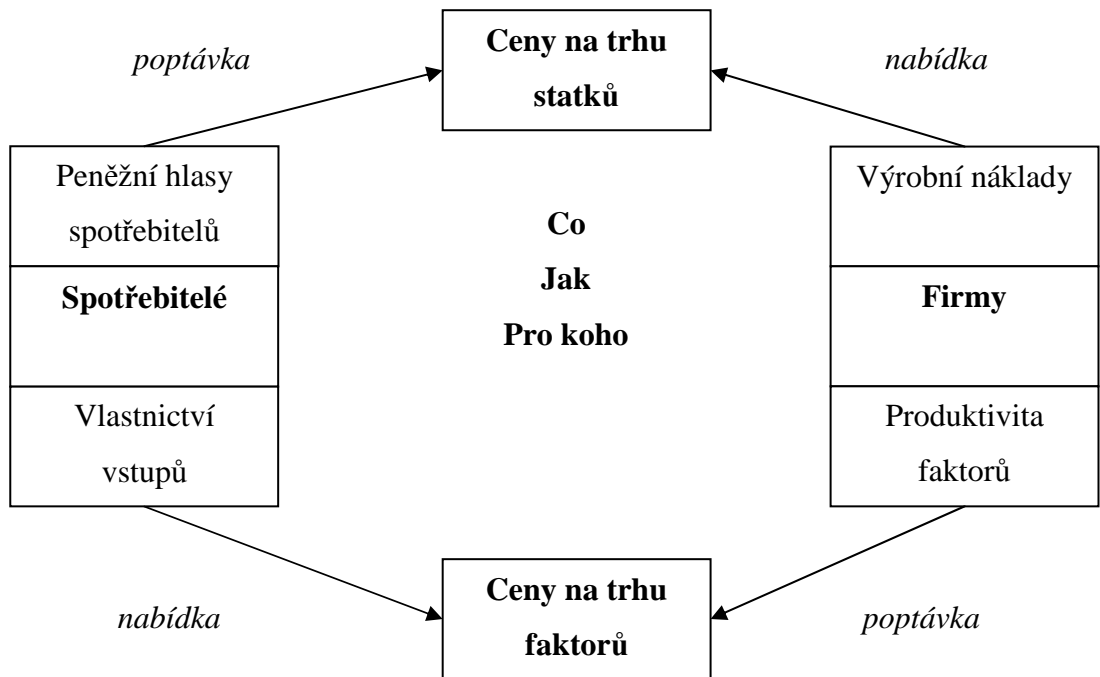 poptávka
Ceny na trhu
statků
nabídka
Peněžní hlasy
spotřebitelů
Výrobní náklady
Co
Jak
Pro koho
Spotřebitelé
Firmy
Vlastnictví
vstupů
Produktivita
faktorů
nabídka
Ceny na trhu
faktorů
poptávka